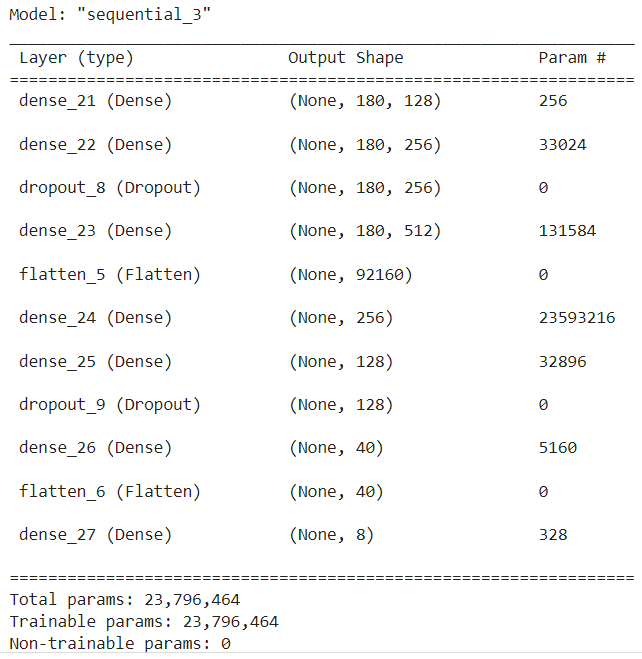 Model: "sequential_3"
_________________________________________________________________
Layer (type) Output Shape Param #
=================================================================
dense_21 (Dense) (None, 180, 128) 256
dense_22 (Dense) (None, 180, 256) 33024
dropout_8 (Dropout) (None, 180, 256) 0
dense_23 (Dense) (None, 180, 512) 131584
flatten_5 (Flatten) (None, 92160) 0
dense_24 (Dense) (None, 256) 23593216
dense_25 (Dense) (None, 128) 32896
dropout_9 (Dropout) (None, 128) 0
dense_26 (Dense) (None, 40) 5160
flatten_6 (Flatten) (None, 40) 0
dense_27 (Dense) (None, 8) 328
=================================================================
Total params: 23,796,464
Trainable params: 23,796,464
Non-trainable params: 0